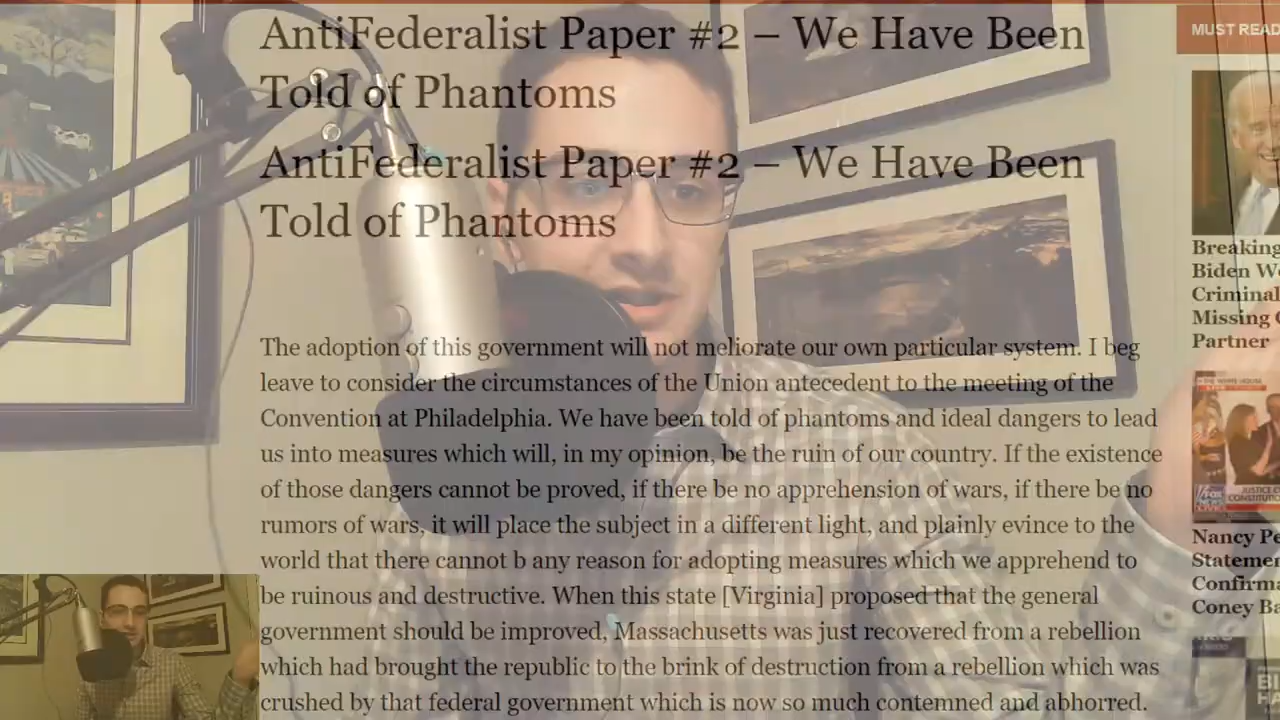 AntiFederalist Paper #2 – We Have Been
Told of Phantoms
AntiFederalist Paper #2 – We Have Been
Told of Phantoms
The adoption of this government will not meliorate our own particular system. I beg
leave to consider the circumstances of the Union antecedent to the meeting of the
Convention at Philadelphia. We have been told of phantoms and ideal dangers to lead
us into measures which will, in my opinion, be the ruin of our country. If the existence
of those dangers cannot be proved, if there be no apprehension of wars, if there be no
rumors of wars, it will place the subject in a different light, and plainly evince to the
world that there cannot b any reason for adopting measures which we apprehend to
be ruinous and destructive. When this state [Virginia] proposed that the general
government should be improved, Massachusetts was just recovered from a rebellion
which had brought the republic to the brink of destruction from a rebellion which was
crushed by that federal government which is now so much contemned and abhorred.
MUST READ
Breaking
Biden W
Criminal
Missing
Partner
FOX
NEWS
JUSTICE
CONSTITUTIO
Nancy Pe
Statemen
Confirma
Coney Ba